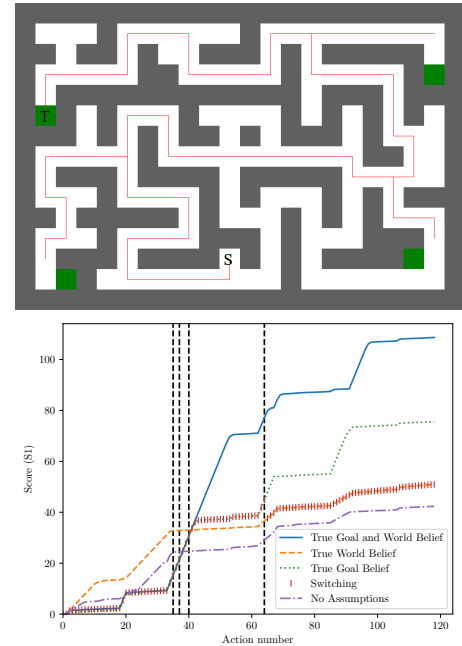 T
S
100
80
60
40
20
0
Score (S1)
0 20 40 60 80 100 120
Action number
True Goal and World Belief
True World Belief
True Goal Belief
Switching
No Assumptions